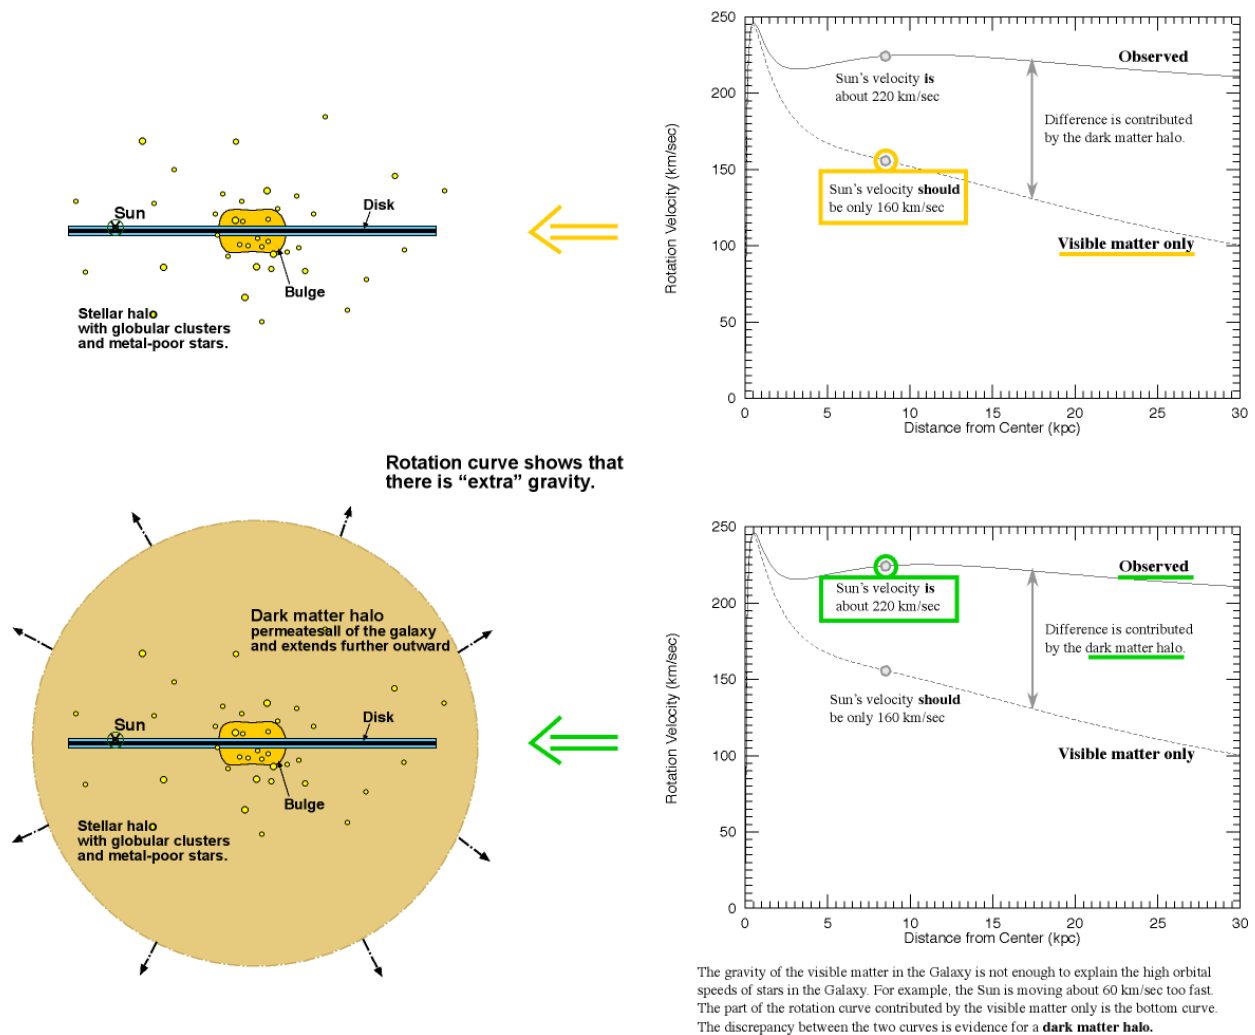 Sun
Disk
Bulge
Stellar halo
with globular clusters
and metal-poor stars.
250
200
150
100
50
0
Rotation Velocity (km/sec)
Observed
Sun's velocity is
about 220 km/sec
Difference is contributed
by the dark matter halo.
Sun's velocity should
be only 160 km/sec
Visible matter only
0 5 10 15 20 25 30
Distance from Center (kpc)
Rotation curve shows that
there is “extra” gravity.
Dark matter halo
permeatesall of the galaxy
and extends further outward
Sun
Disk
Bulge
Stellar halo
with globular clusters
and metal-poor stars.
250
200
150
100
50
0
Rotation Velocity (km/sec)
Observed
Sun's velocity is
about 220 km/sec
Difference is contributed
by the dark matter halo.
Sun's velocity should
be only 160 km/sec
Visible matter only
0 5 10 15 20 25 30
Distance from Center (kpc)
The gravity of the visible matter in the Galaxy is not enough to explain the high orbital
speeds of stars in the Galaxy. For example, the Sun is moving about 60 km/sec too fast.
The part of the rotation curve contributed by the visible matter only is the bottom curve.
The discrepancy between the two curves is evidence for a dark matter halo.